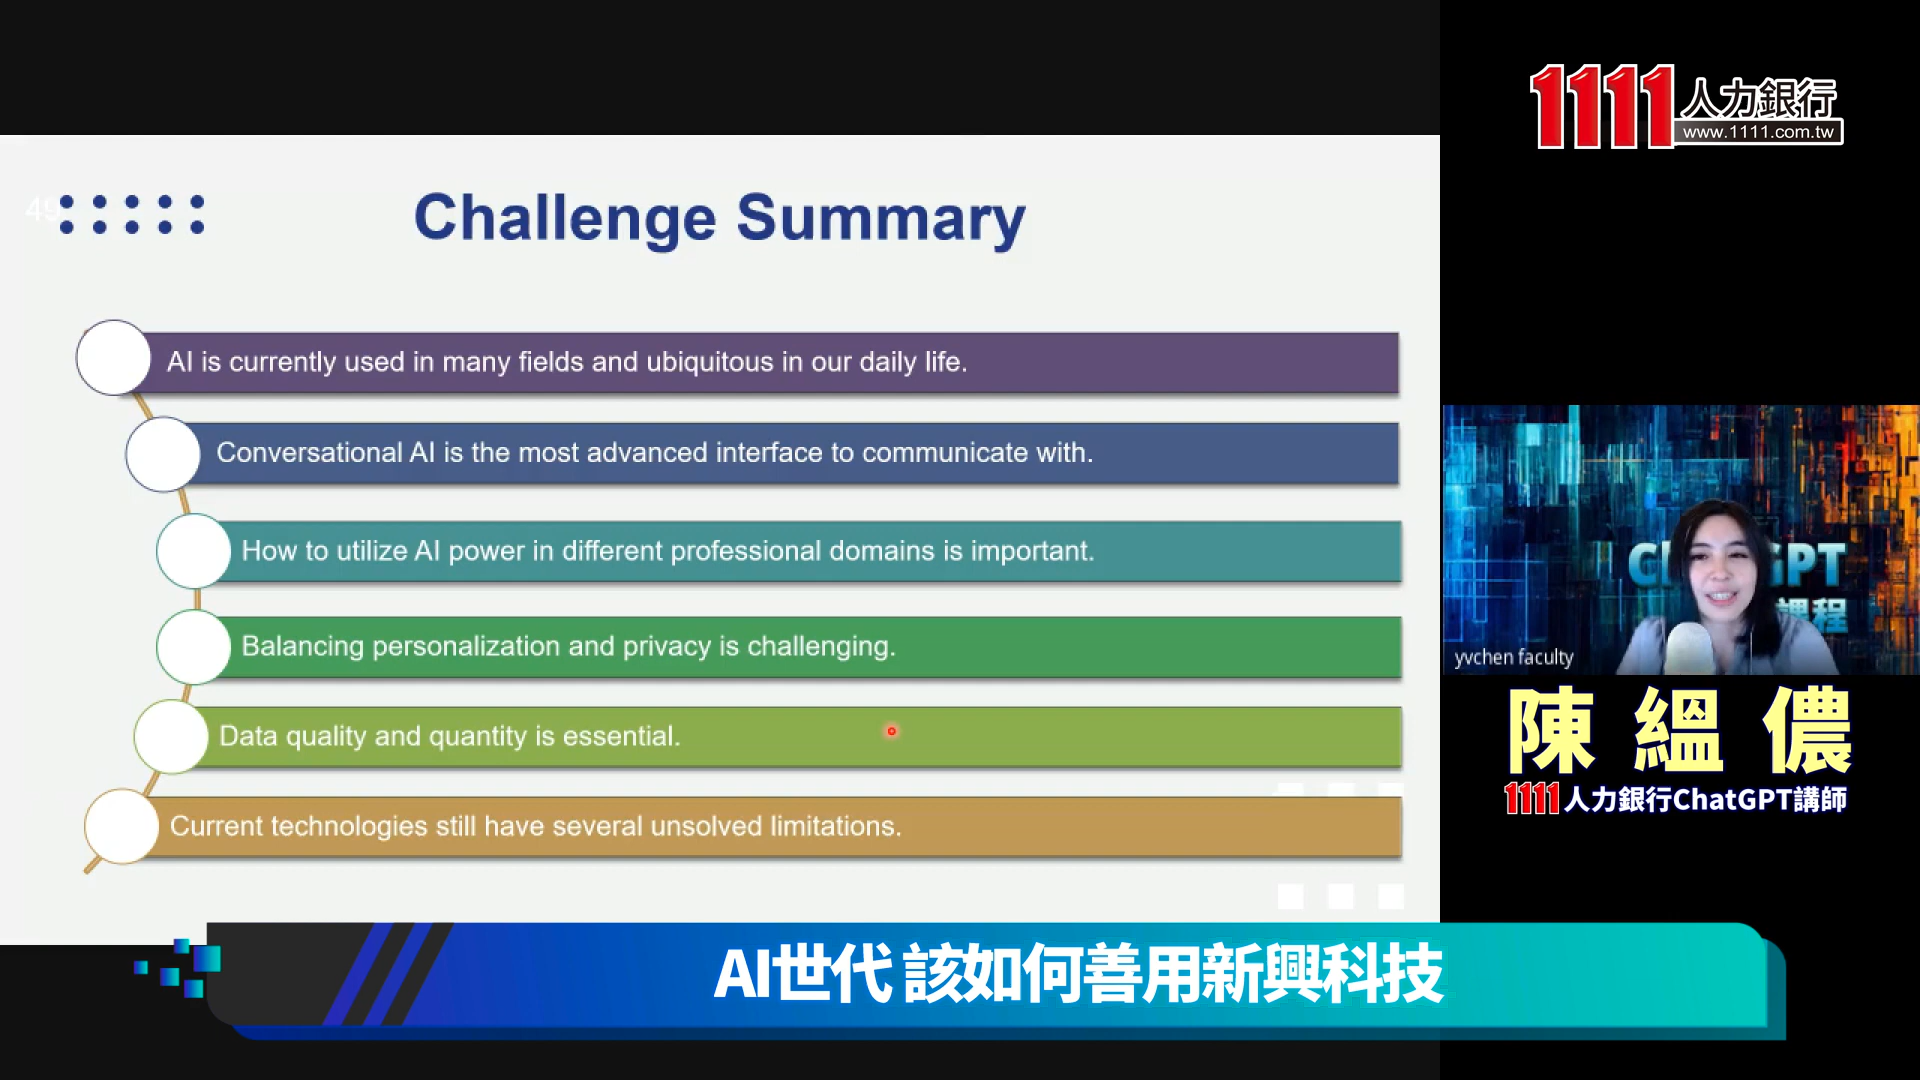 1111人力銀行
www.1111.com.tw
49
Challenge Summary
AI is currently used in many fields and ubiquitous in our daily life.
Conversational AI is the most advanced interface to communicate with.
How to utilize AI power in different professional domains is important.
Balancing personalization and privacy is challenging.
Data quality and quantity is essential.
Current technologies still have several unsolved limitations.
GPT
課程
yvchen faculty
陳縕儂
1111人力銀行ChatGPT講師
AI世代 該如何善用新興科技